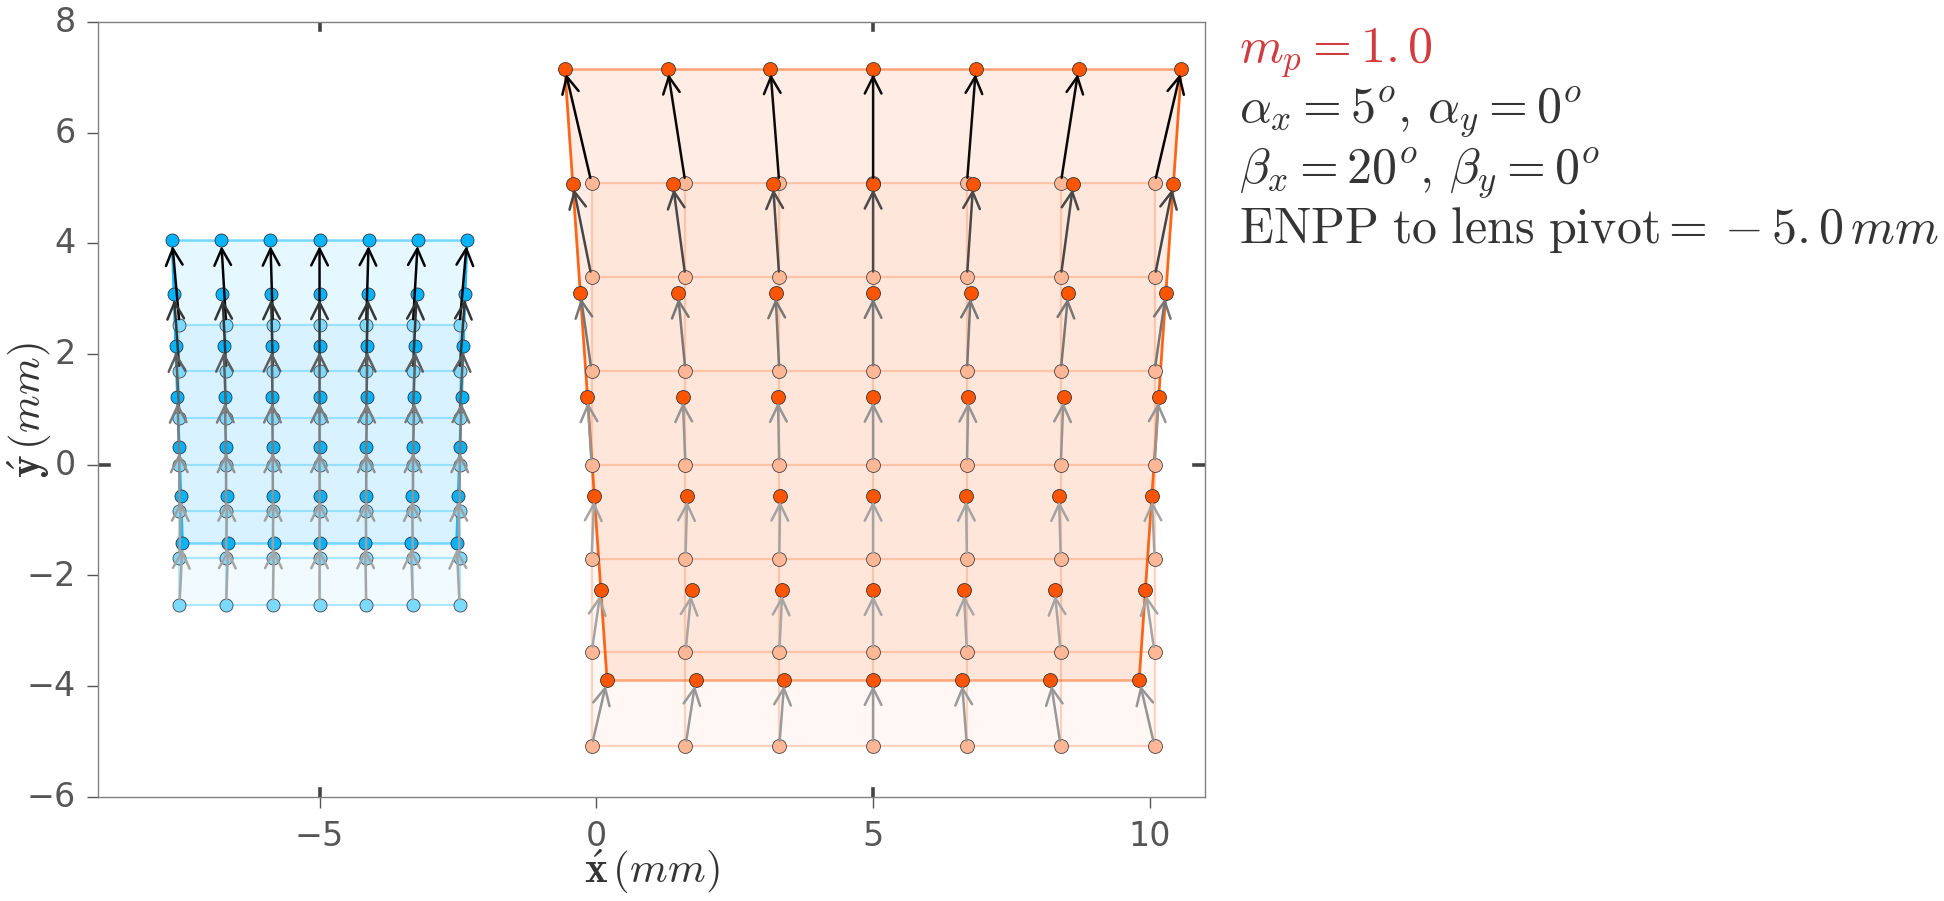 8
6
4
2
0
−2
−4
−6
−5
0
5
10
x́ (mm)
ý (mm)
m_p = 1.0
α_x = 5^o, α_y = 0^o
β_x = 20^o, β_y = 0^o
ENPP to lens pivot = −5.0 mm